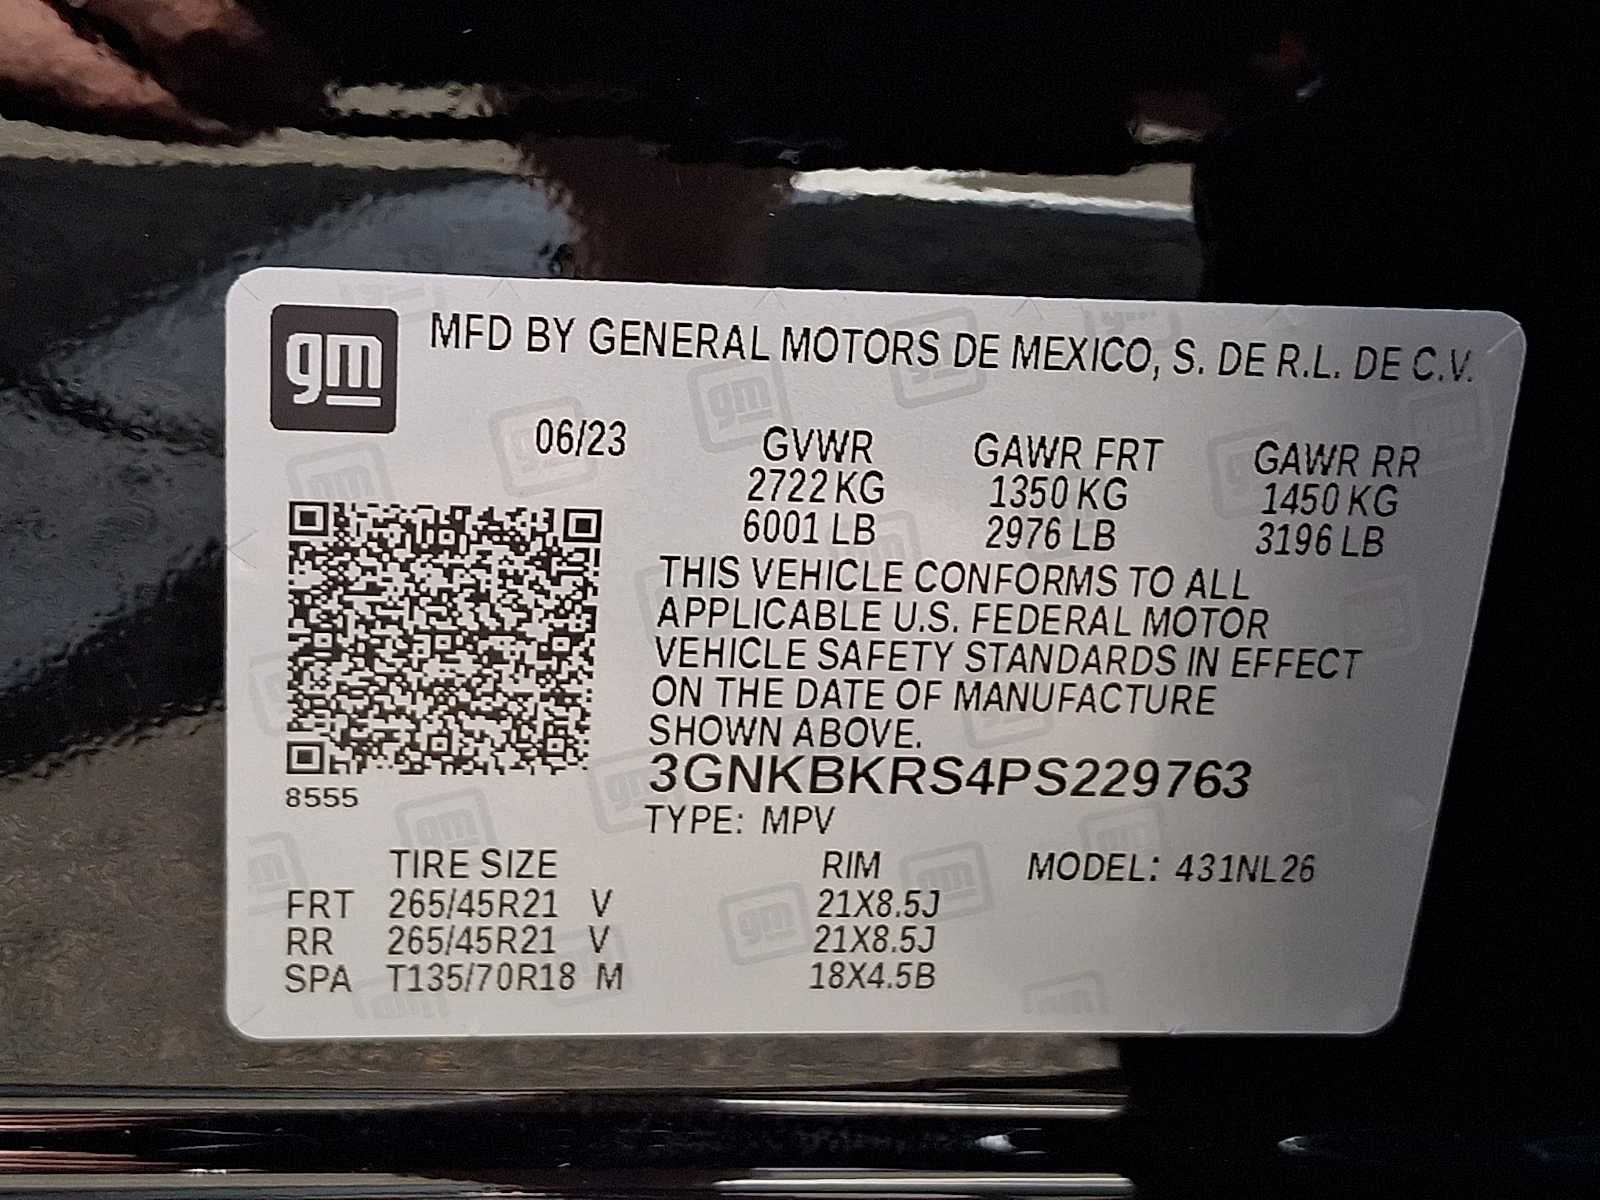 gm MFD BY GENERAL MOTORS DE MEXICO, S. DE R.L. DE C.V.
06/23 GVWR GAWR FRT GAWR RR
2722 KG 1350 KG 1450 KG
6001 LB 2976 LB 3196 LB
THIS VEHICLE CONFORMS TO ALL
APPLICABLE U.S. FEDERAL MOTOR
VEHICLE SAFETY STANDARDS IN EFFECT
ON THE DATE OF MANUFACTURE
SHOWN ABOVE.
3GNKBKRS4PS229763
8555
TYPE: MPV
TIRE SIZE RIM MODEL: 431NL26
FRT 265/45R21 V 21X8.5J
RR 265/45R21 V 21X8.5J
SPA T135/70R18 M 18X4.5B